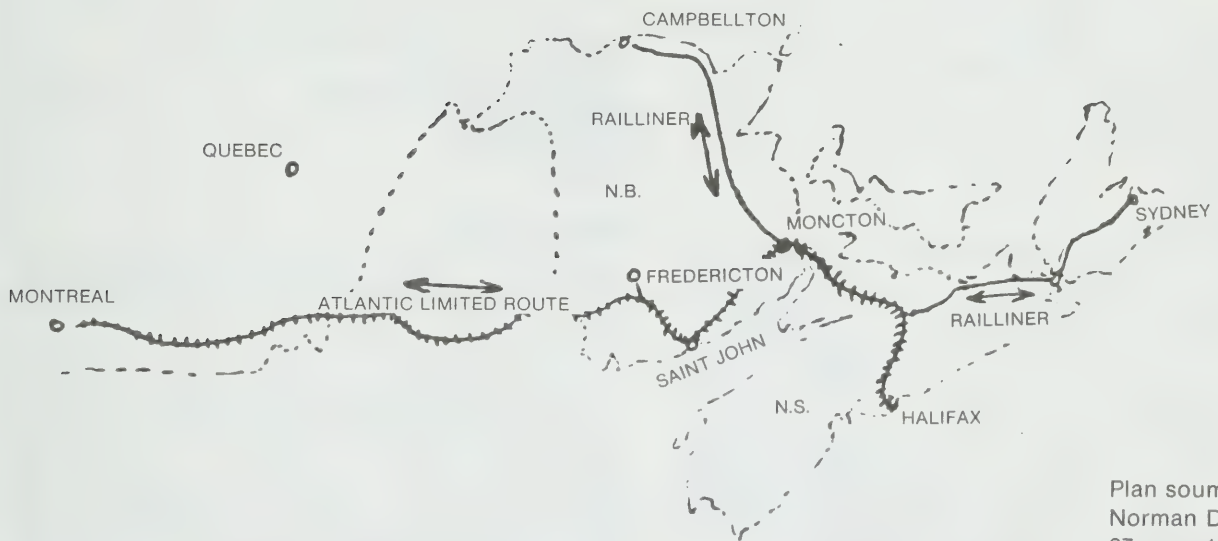 CAMPBELLTON
RAILLINER
QUEBEC
N.B.
MONCTON
SYDNEY
FREDERICTON
MONTREAL
ATLANTIC LIMITED ROUTE
RAILLINER
SAINT JOHN
N.S.
HALIFAX
Plan soum
Norman D